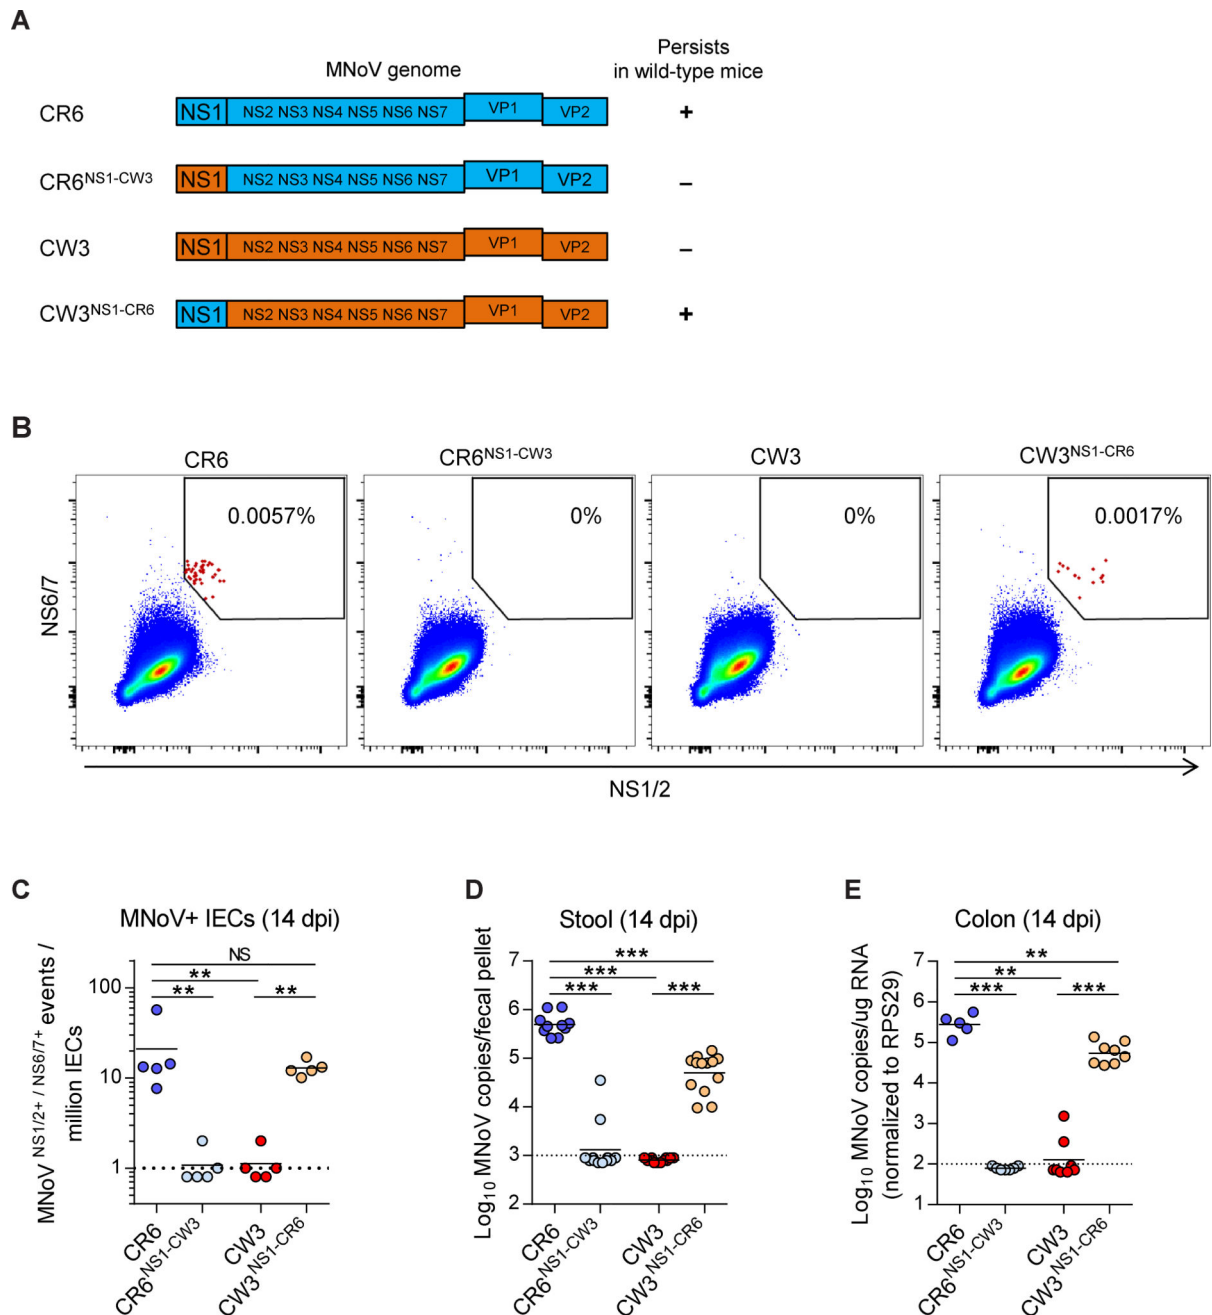 A
MNoV genome
Persists
in wild-type mice
CR6
NS1 NS2 NS3 NS4 NS5 NS6 NS7 VP1 VP2
+
CR6NS1-CW3
NS1 NS2 NS3 NS4 NS5 NS6 NS7 VP1 VP2
–
CW3
NS1 NS2 NS3 NS4 NS5 NS6 NS7 VP1 VP2
–
CW3NS1-CR6
NS1 NS2 NS3 NS4 NS5 NS6 NS7 VP1 VP2
+
B
CR6
CR6NS1-CW3
CW3
CW3NS1-CR6
0.0057%
0%
0%
0.0017%
NS6/7
NS1/2
C
MNoV+ IECs (14 dpi)
NS
**
**
**
MNoV NS1/2+ / NS6/7+ events /
million IECs
100
10
1
CR6
CR6NS1-CW3
CW3
CW3NS1-CR6
D
Stool (14 dpi)
***
***
***
***
Log10 MNoV copies/fecal pellet
7
6
5
4
3
2
CR6
CR6NS1-CW3
CW3
CW3NS1-CR6
E
Colon (14 dpi)
**
**
***
***
Log10 MNoV copies/ug RNA
(normalized to RPS29)
7
6
5
4
3
2
1
CR6
CR6NS1-CW3
CW3
CW3NS1-CR6